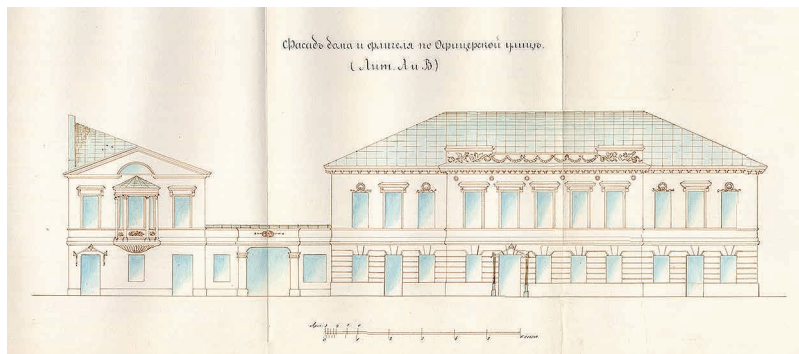 Фасадъ дома и флигеля по Офицерской улицѣ.
(Лит. А и В)